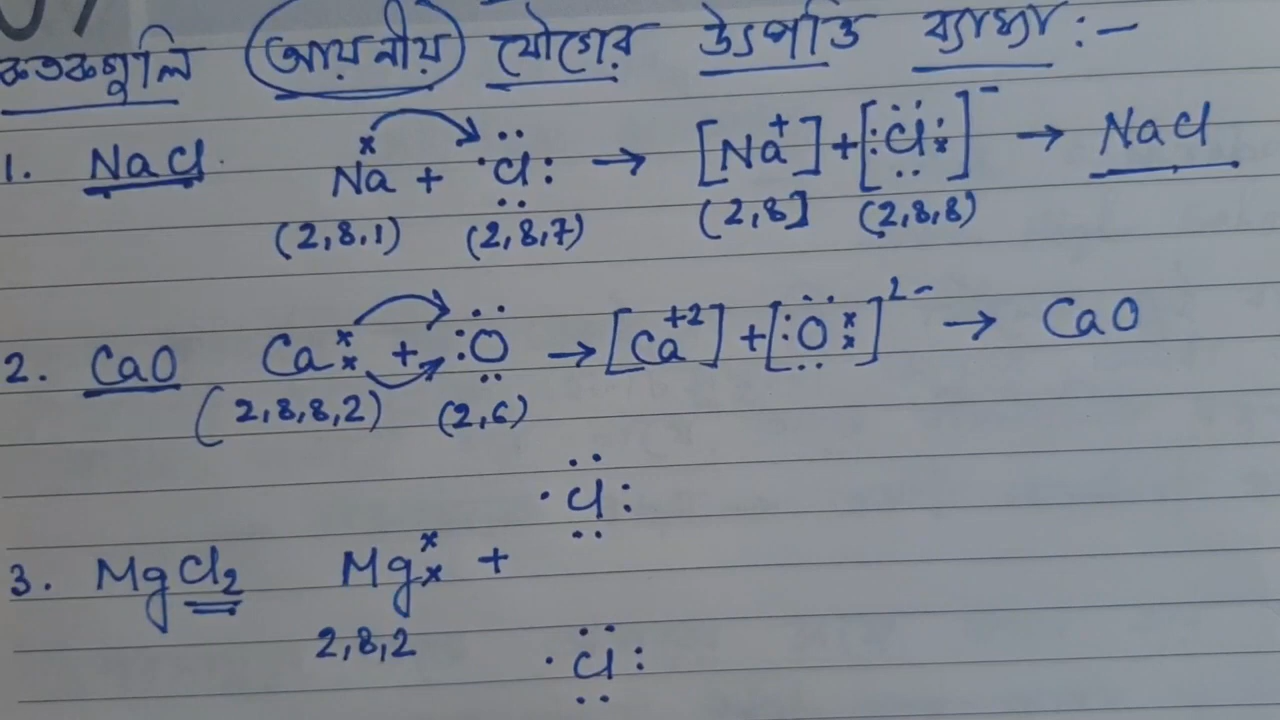 কতকগুলি আয়নীয় যৌগের উৎপত্তি ব্যাখ্যা :-
1. NaCl. Na + Cl → [Na+] + [Cl]- → NaCl
(2,8,1) (2,8,7) (2,8] (2,8,8)
2. CaO Ca + O → [Ca+2] + [O]2- → CaO
(2,8,8,2) (2,6)
Cl
3. MgCl2 Mg +
2,8,2
Cl